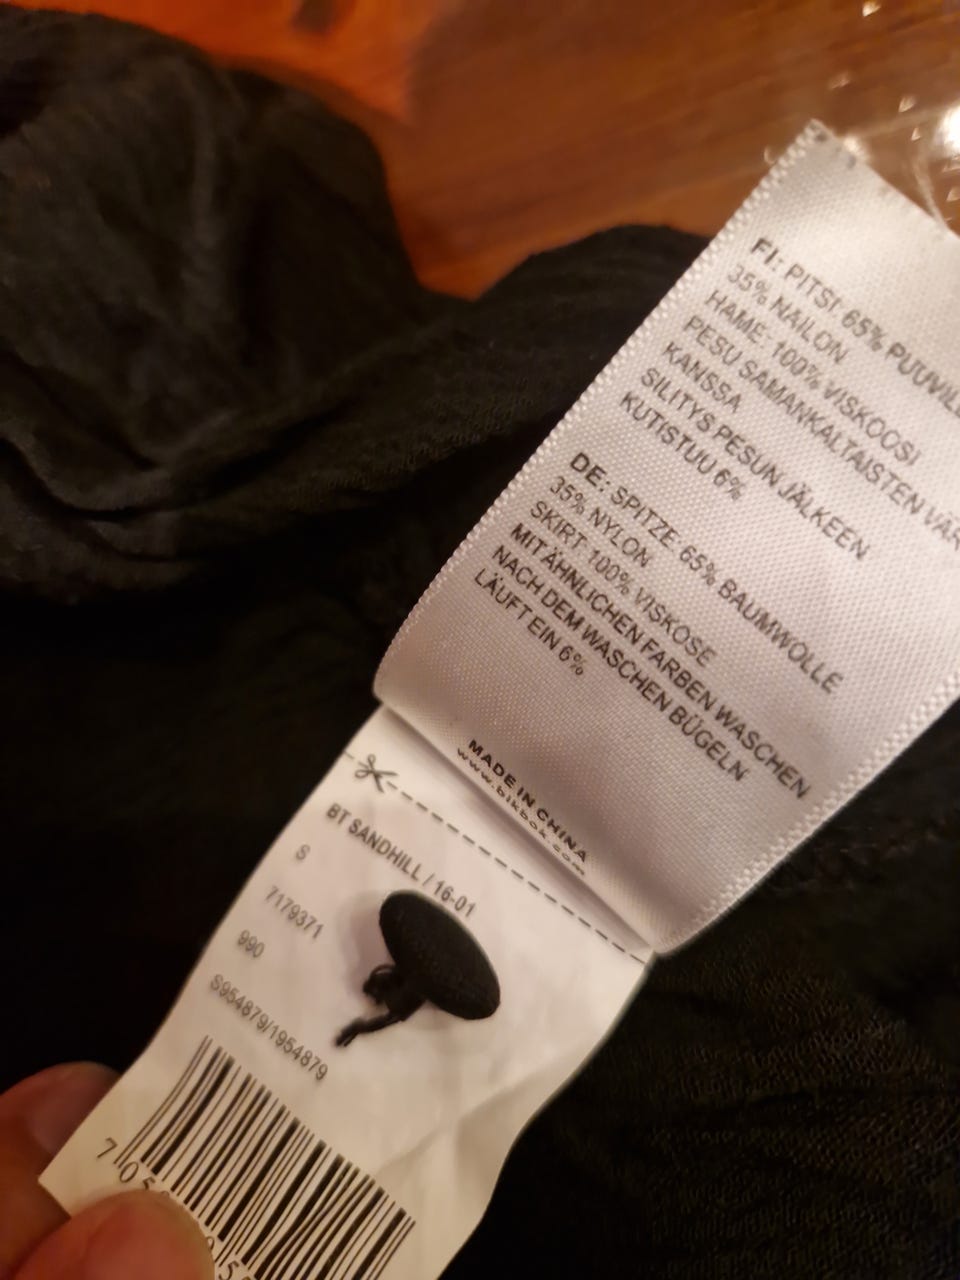 FI: PITSI: 65%
35% NAILON
HAME: 100% VISKOOSI
PESU SAMANKALTAISTEN
KANSSA
SILITYS PESUN JÄLKEEN
KUTISTUU 6%
DE: SPITZE: 65% BAUMWOLLE
35% NYLON
SKIRT: 100% VISKOSE
MIT ÄHNLICHEN FARBEN WASCHEN
NACH DEM WASCHEN BÜGELN
LÄUFT EIN 6%
MADE IN CHINA
www.bikbok.com
BT SANDHILL / 16-01
S
7179371
990
S954879/1954879